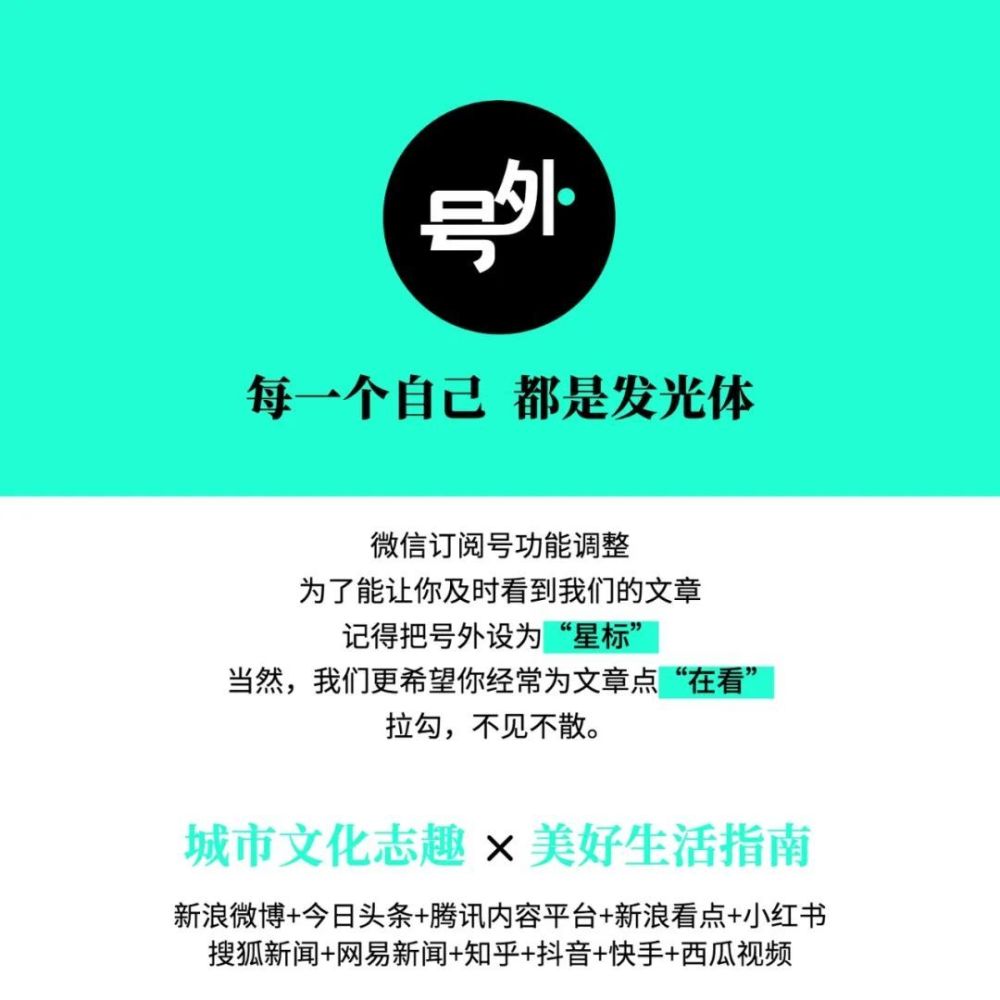 号外
每一个自己 都是发光体
微信订阅号功能调整
为了能让你及时看到我们的文章
记得把号外设为“星标”
当然，我们更希望你经常为文章点“在看”
拉勾，不见不散。
城市文化志趣 × 美好生活指南
新浪微博+今日头条+腾讯内容平台+新浪看点+小红书
搜狐新闻+网易新闻+知乎+抖音+快手+西瓜视频